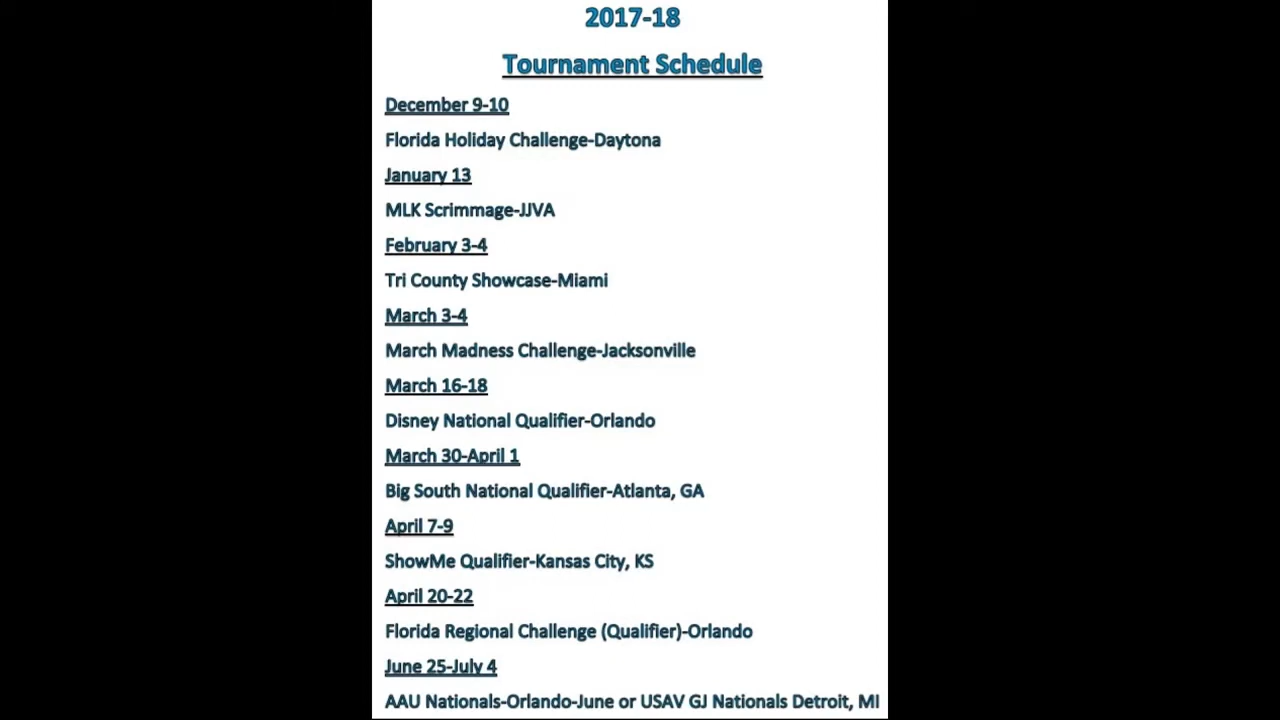 2017-18
Tournament Schedule
December 9-10
Florida Holiday Challenge-Daytona
January 13
MLK Scrimmage-JJVA
February 3-4
Tri County Showcase-Miami
March 3-4
March Madness Challenge-Jacksonville
March 16-18
Disney National Qualifier-Orlando
March 30-April 1
Big South National Qualifier-Atlanta, GA
April 7-9
ShowMe Qualifier-Kansas City, KS
April 20-22
Florida Regional Challenge (Qualifier)-Orlando
June 25-July 4
AAU Nationals-Orlando-June or USAV GJ Nationals Detroit, MI